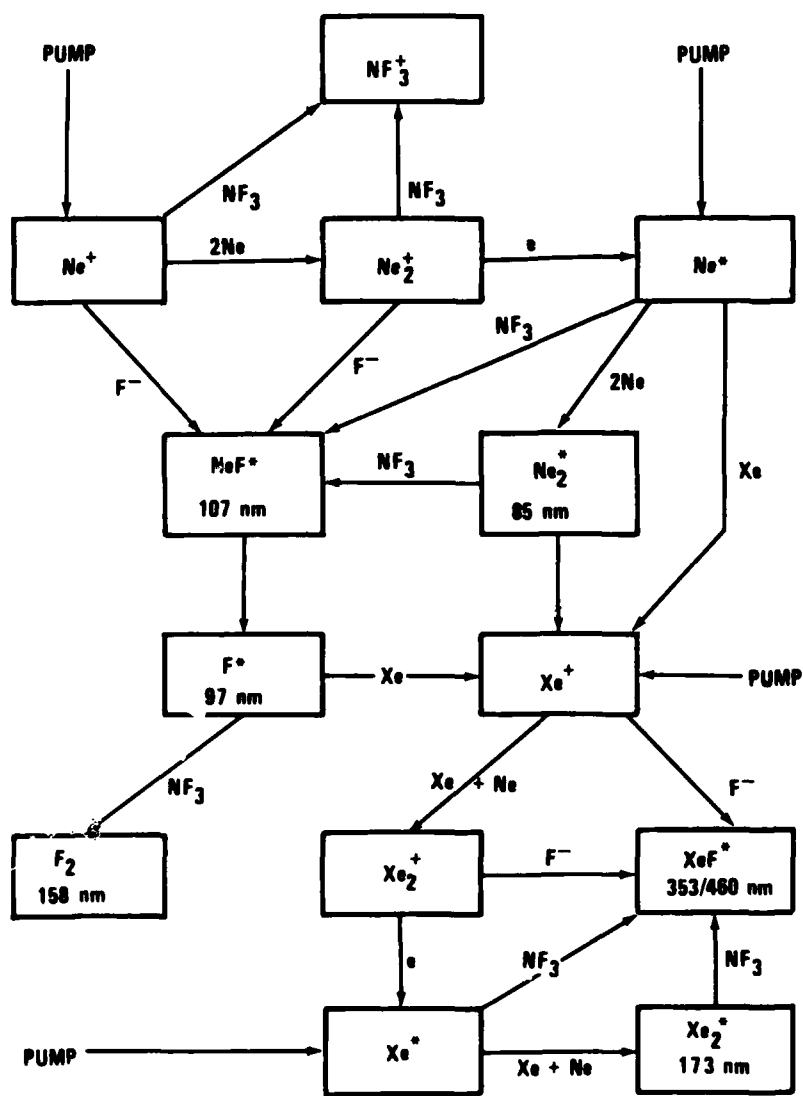 PUMP
NF3+
PUMP
NF3
NF3
Ne+
2Ne
Ne2+
e
Ne*
F−
F−
NF3
2Ne
NeF*
107 nm
NF3
Ne2*
85 nm
Xe
F*
97 nm
Xe
Xe+
PUMP
NF3
Xe + Ne
F−
F2
158 nm
Xe2+
F−
XeF*
353/460 nm
e
NF3
NF3
PUMP
Xe*
Xe + Ne
Xe2*
173 nm